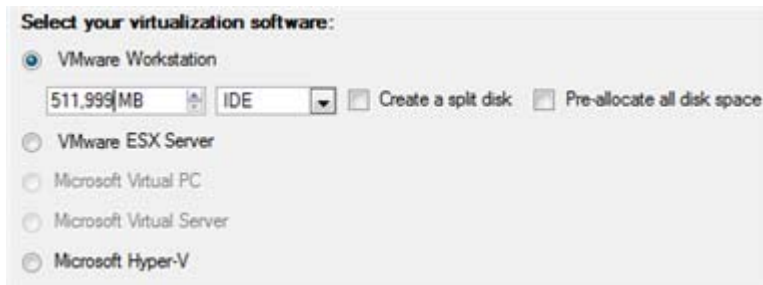 Select your virtualization software:
VMware Workstation
511,999 MB IDE Create a split disk Pre-allocate all disk space
VMware ESX Server
Microsoft Virtual PC
Microsoft Virtual Server
Microsoft Hyper-V